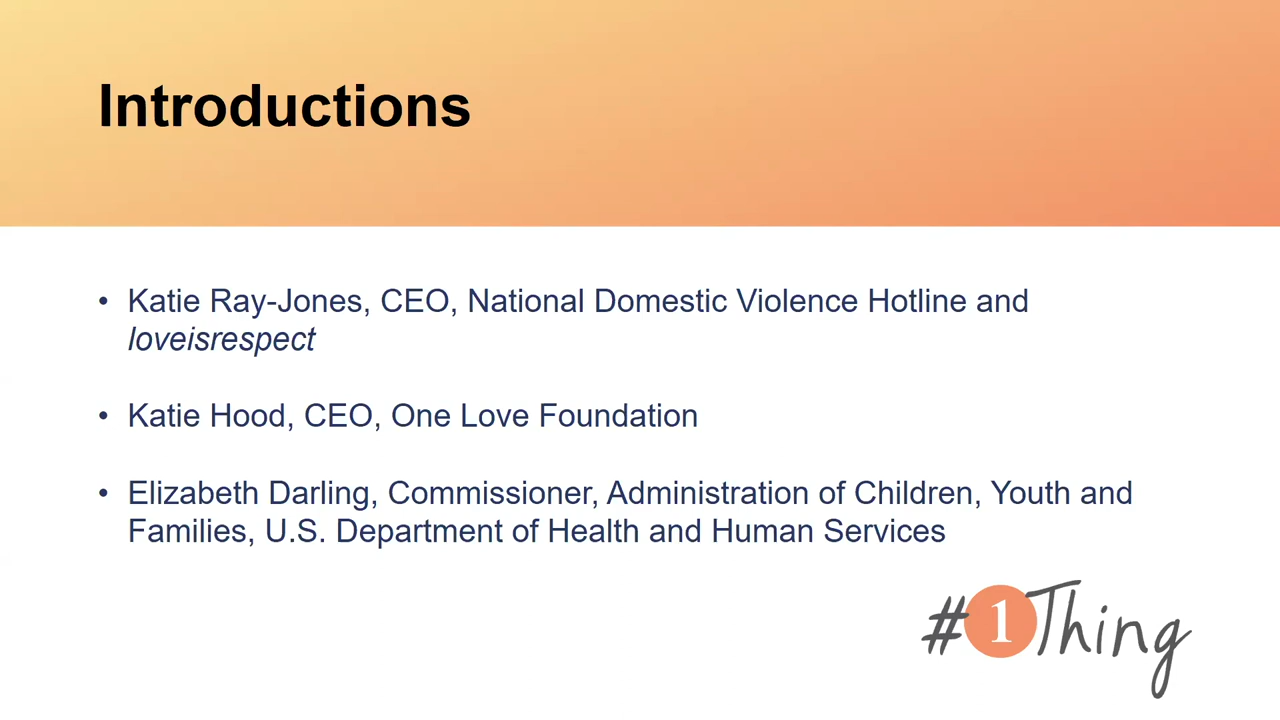 Introductions
• Katie Ray-Jones, CEO, National Domestic Violence Hotline and
loveisrespect
• Katie Hood, CEO, One Love Foundation
• Elizabeth Darling, Commissioner, Administration of Children, Youth and
Families, U.S. Department of Health and Human Services
#1Thing